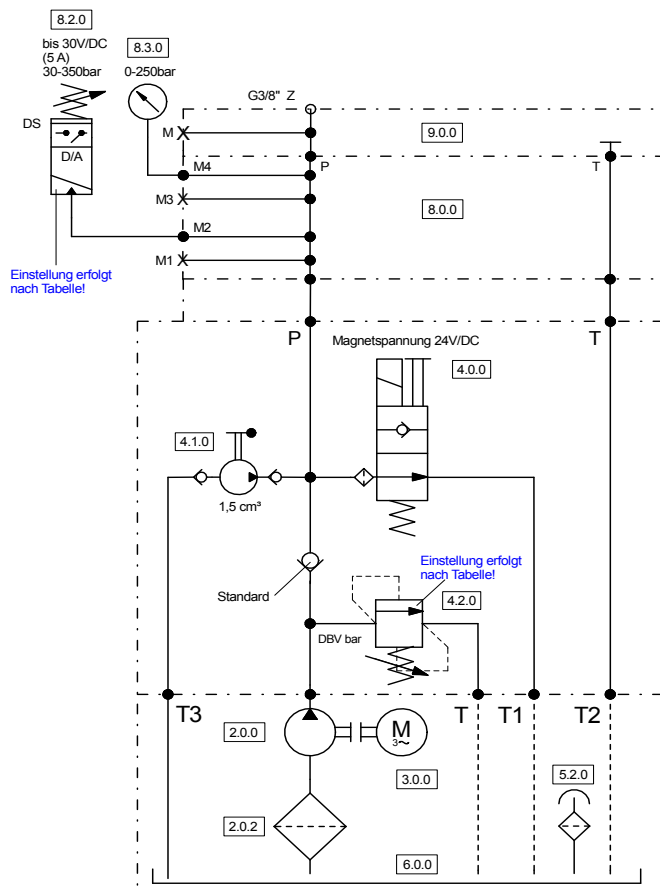 8.2.0
bis 30V/DC
(5 A)
30-350bar
8.3.0
0-250bar
G3/8" Z
DS
D/A
M
9.0.0
P
T
M4
M3
8.0.0
M2
M1
Einstellung erfolgt
nach Tabelle!
P
Magnetspannung 24V/DC
T
4.0.0
4.1.0
1,5 cm³
Standard
Einstellung erfolgt
nach Tabelle!
4.2.0
DBV bar
T3
T
T1
T2
2.0.0
M
3~
3.0.0
5.2.0
2.0.2
6.0.0